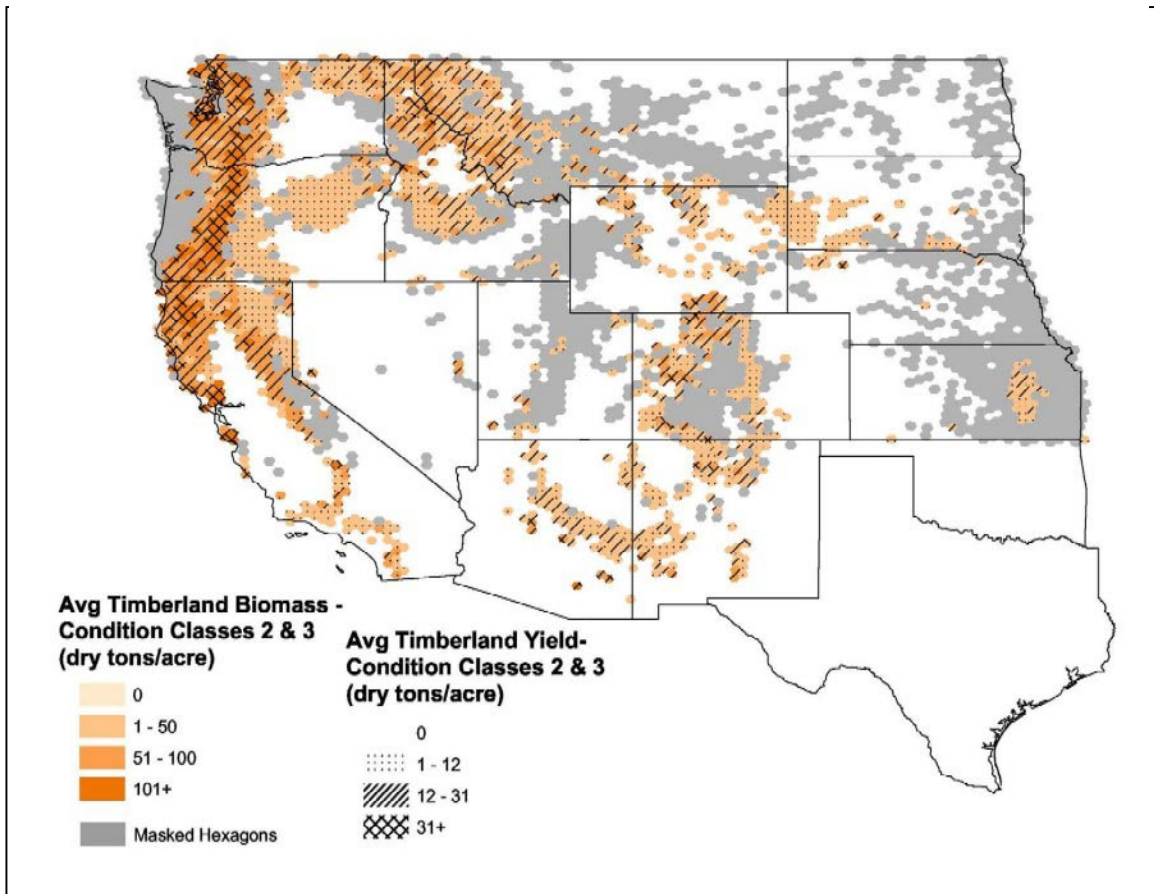 Avg Timberland Biomass -
Condition Classes 2 & 3
(dry tons/acre)
0
1 - 50
51 - 100
101+
Masked Hexagons
Avg Timberland Yield-
Condition Classes 2 & 3
(dry tons/acre)
0
1 - 12
12 - 31
31+